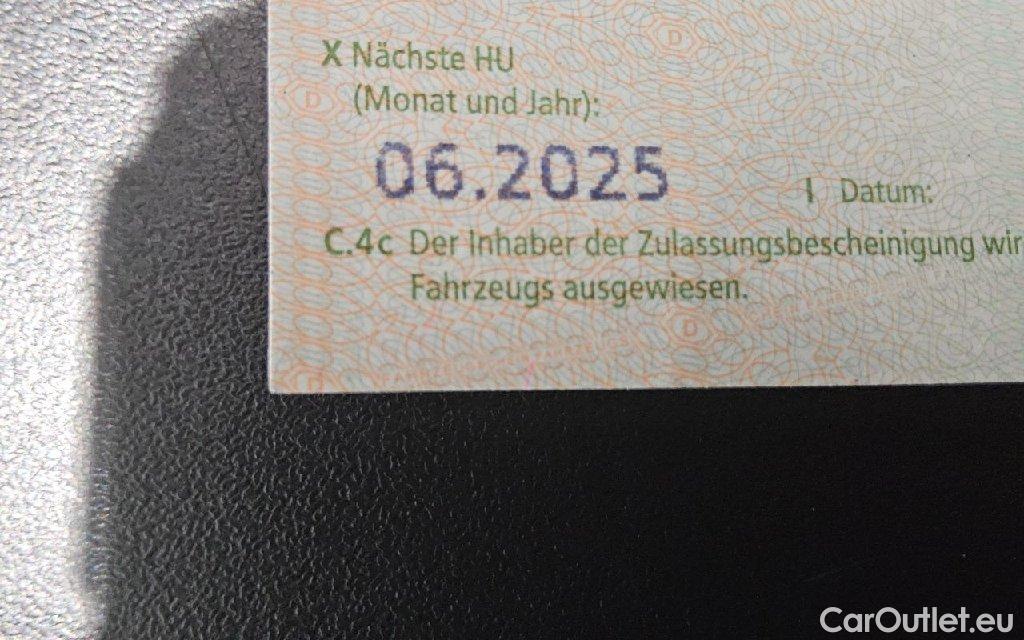 X Nächste HU
(Monat und Jahr):
06.2025
I Datum:
C.4c Der Inhaber der Zulassungsbescheinigung wir
Fahrzeugs ausgewiesen.
CarOutlet.eu